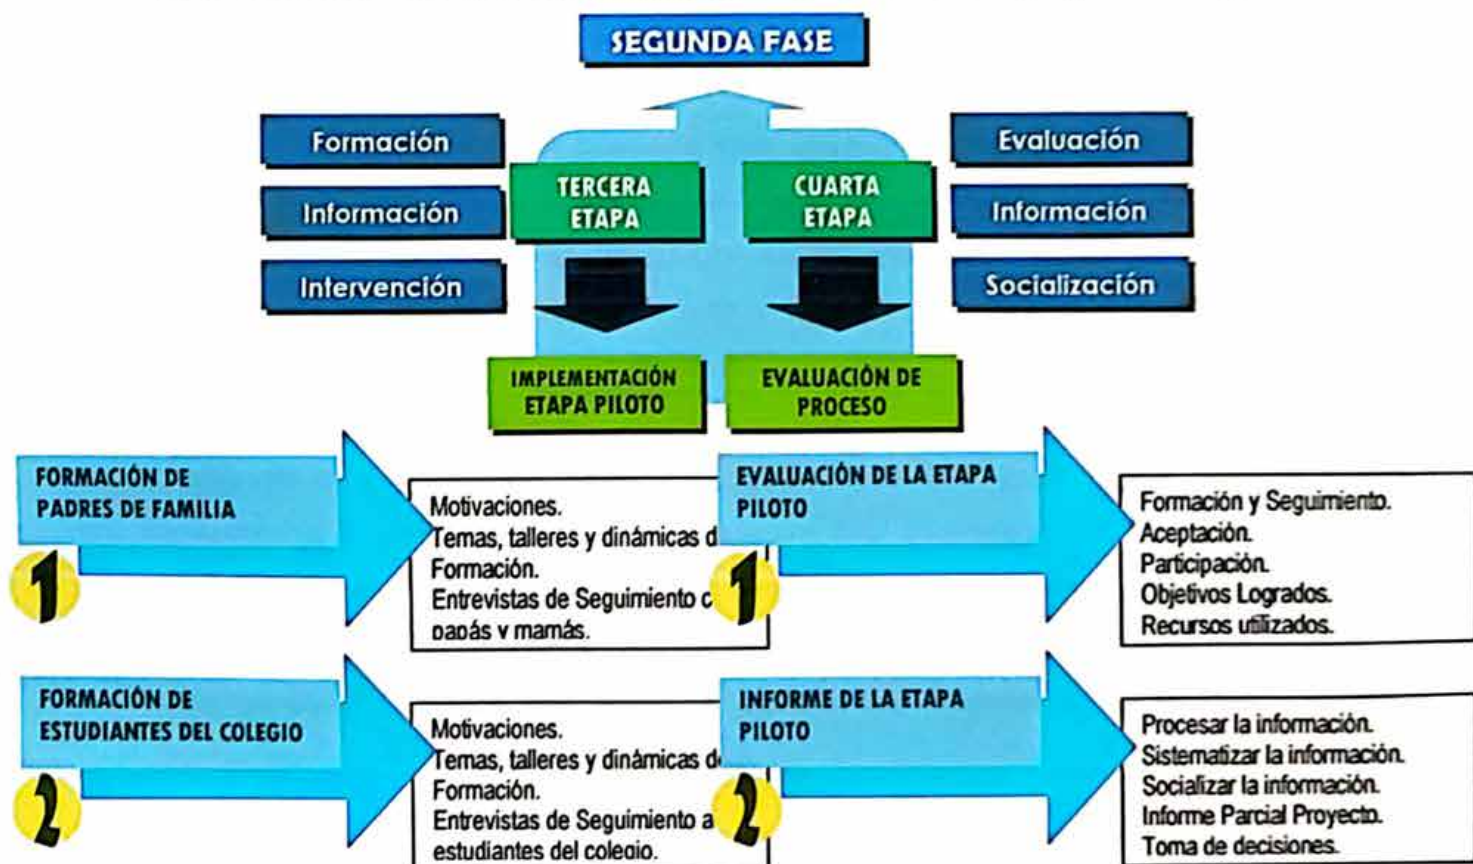 SEGUNDA FASE
Formación
Información
Intervención
TERCERA
ETAPA
CUARTA
ETAPA
Evaluación
Información
Socialización
IMPLEMENTACIÓN
ETAPA PILOTO
EVALUACIÓN DE
PROCESO
FORMACIÓN DE
PADRES DE FAMILIA
1
Motivaciones.
Temas, talleres y dinámicas
Formación.
Entrevistas de Seguimiento
papás y mamás.
EVALUACIÓN DE LA ETAPA
PILOTO
1
Formación y Seguimiento.
Aceptación.
Participación.
Objetivos Logrados.
Recursos utilizados.
FORMACIÓN DE
ESTUDIANTES DEL COLEGIO
2
Motivaciones.
Temas, talleres y dinámicas de
Formación.
Entrevistas de Seguimiento a
estudiantes del colegio.
INFORME DE LA ETAPA
PILOTO
2
Procesar la información.
Sistematizar la información.
Socializar la información.
Informe Parcial Proyecto.
Toma de decisiones.